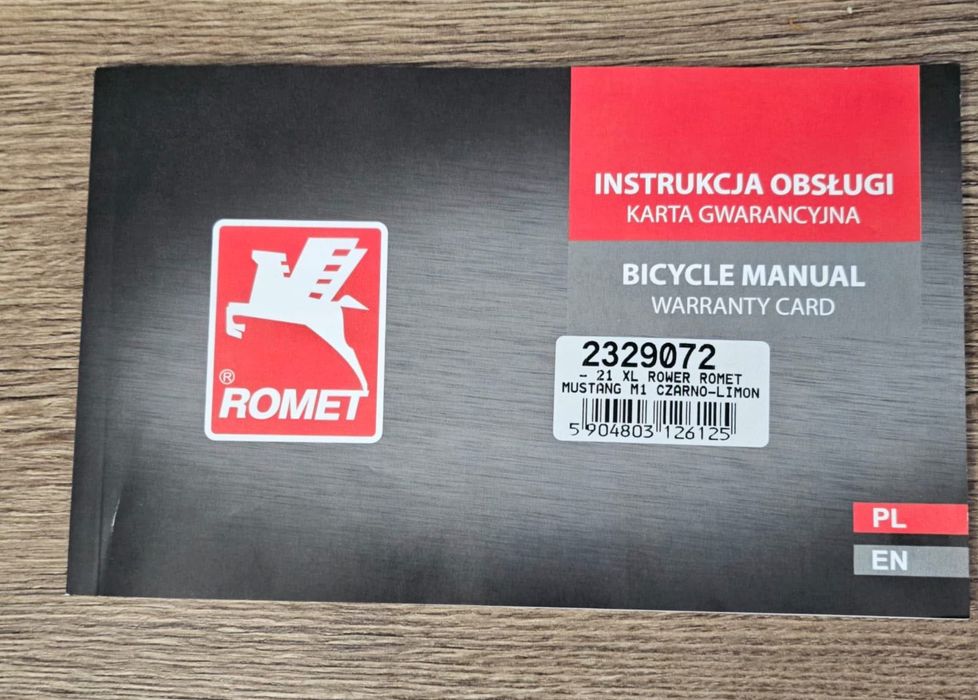 INSTRUKCJA OBSŁUGI
KARTA GWARANCYJNA
BICYCLE MANUAL
WARRANTY CARD
® ROMET
2329072
- 21 XL ROWER ROMET
MUSTANG M1 CZARNO-LIMON
5 904803 126125
PL
EN